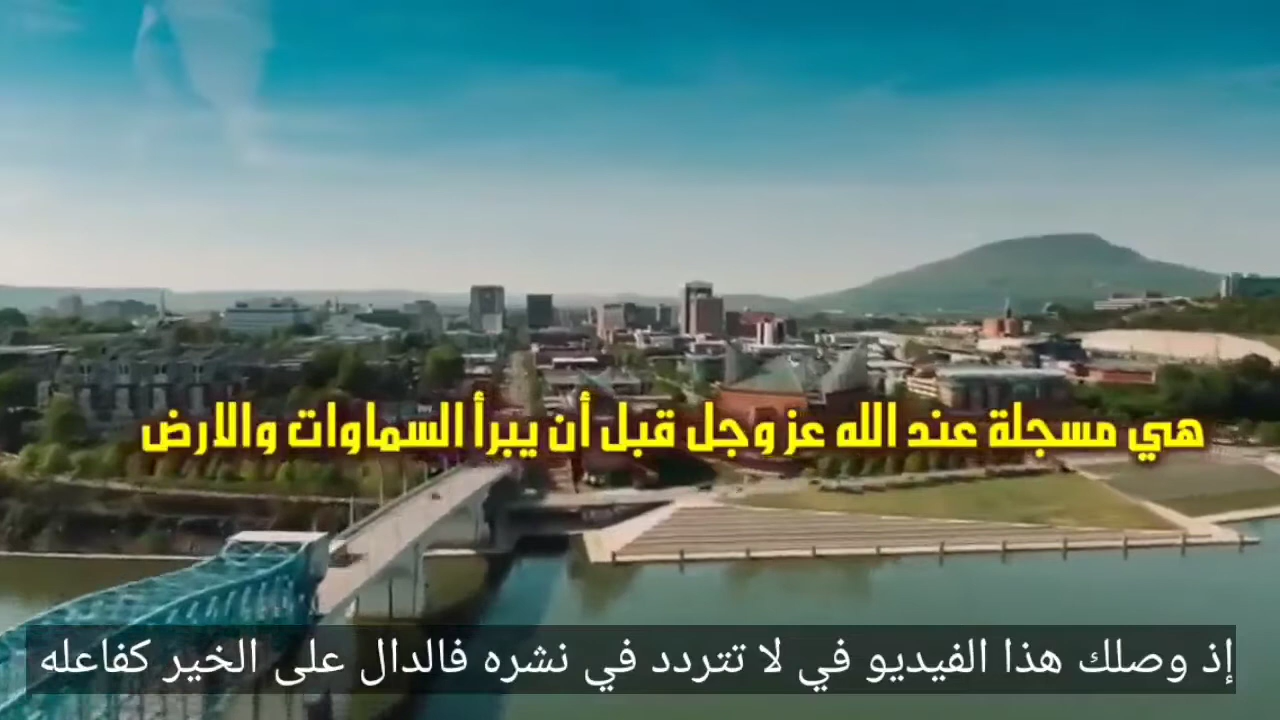 هي مسجلة عند الله عز وجل قبل أن يبرأ السماوات والارض
إذ وصلك هذا الفيديو في لا تتردد في نشره فالدال على الخير كفاعله